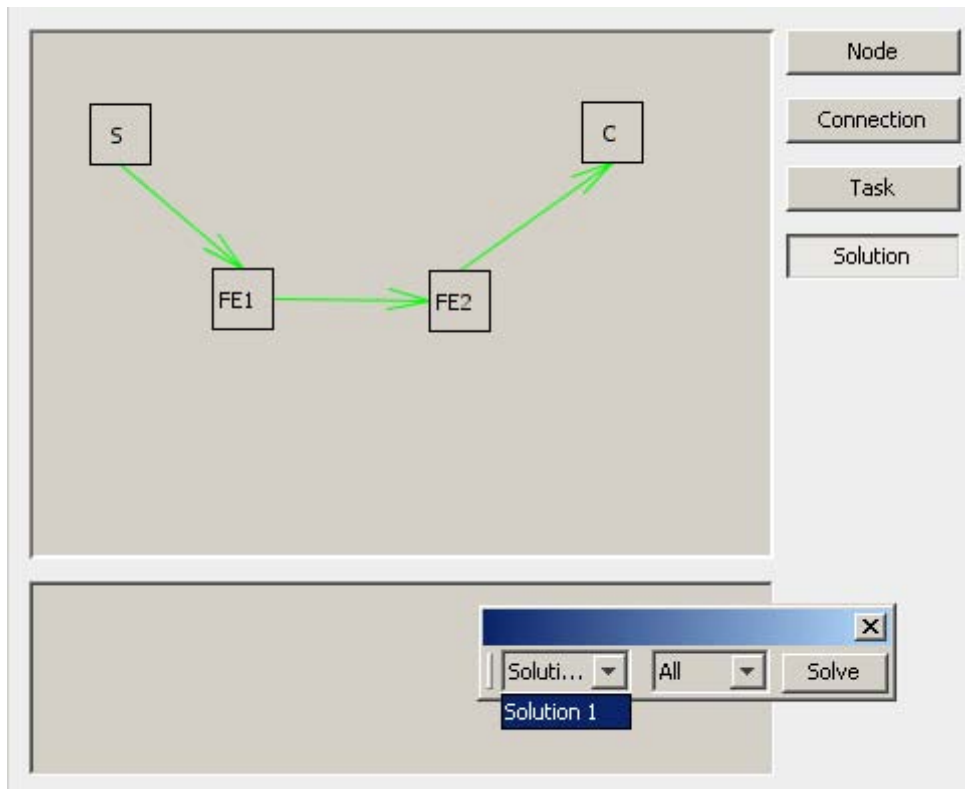 Node
S
C
Connection
Task
Solution
FE1
FE2
Soluti...
All
Solve
Solution 1